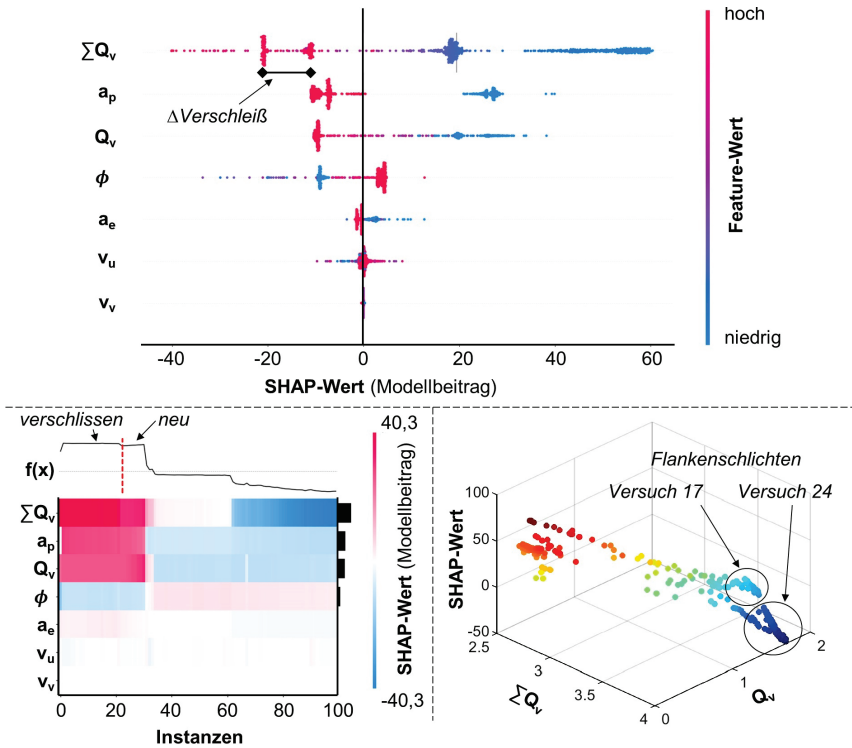 hoch
∑Qv
ΔVerschleiß
ap
Qv
ϕ
ae
vu
vv
Feature-Wert
niedrig
-40 -20 0 20 40 60
SHAP-Wert (Modellbeitrag)
verschlissen neu
f(x)
40,3
∑Qv
ap
Qv
ϕ
ae
vu
vv
SHAP-Wert (Modellbeitrag)
-40,3
0 20 40 60 80 100
Instanzen
Flankenschlichten
Versuch 17 Versuch 24
SHAP-Wert
100
50
0
-50
2.5
3
3.5
4
∑Qv
0
1
2
Qv